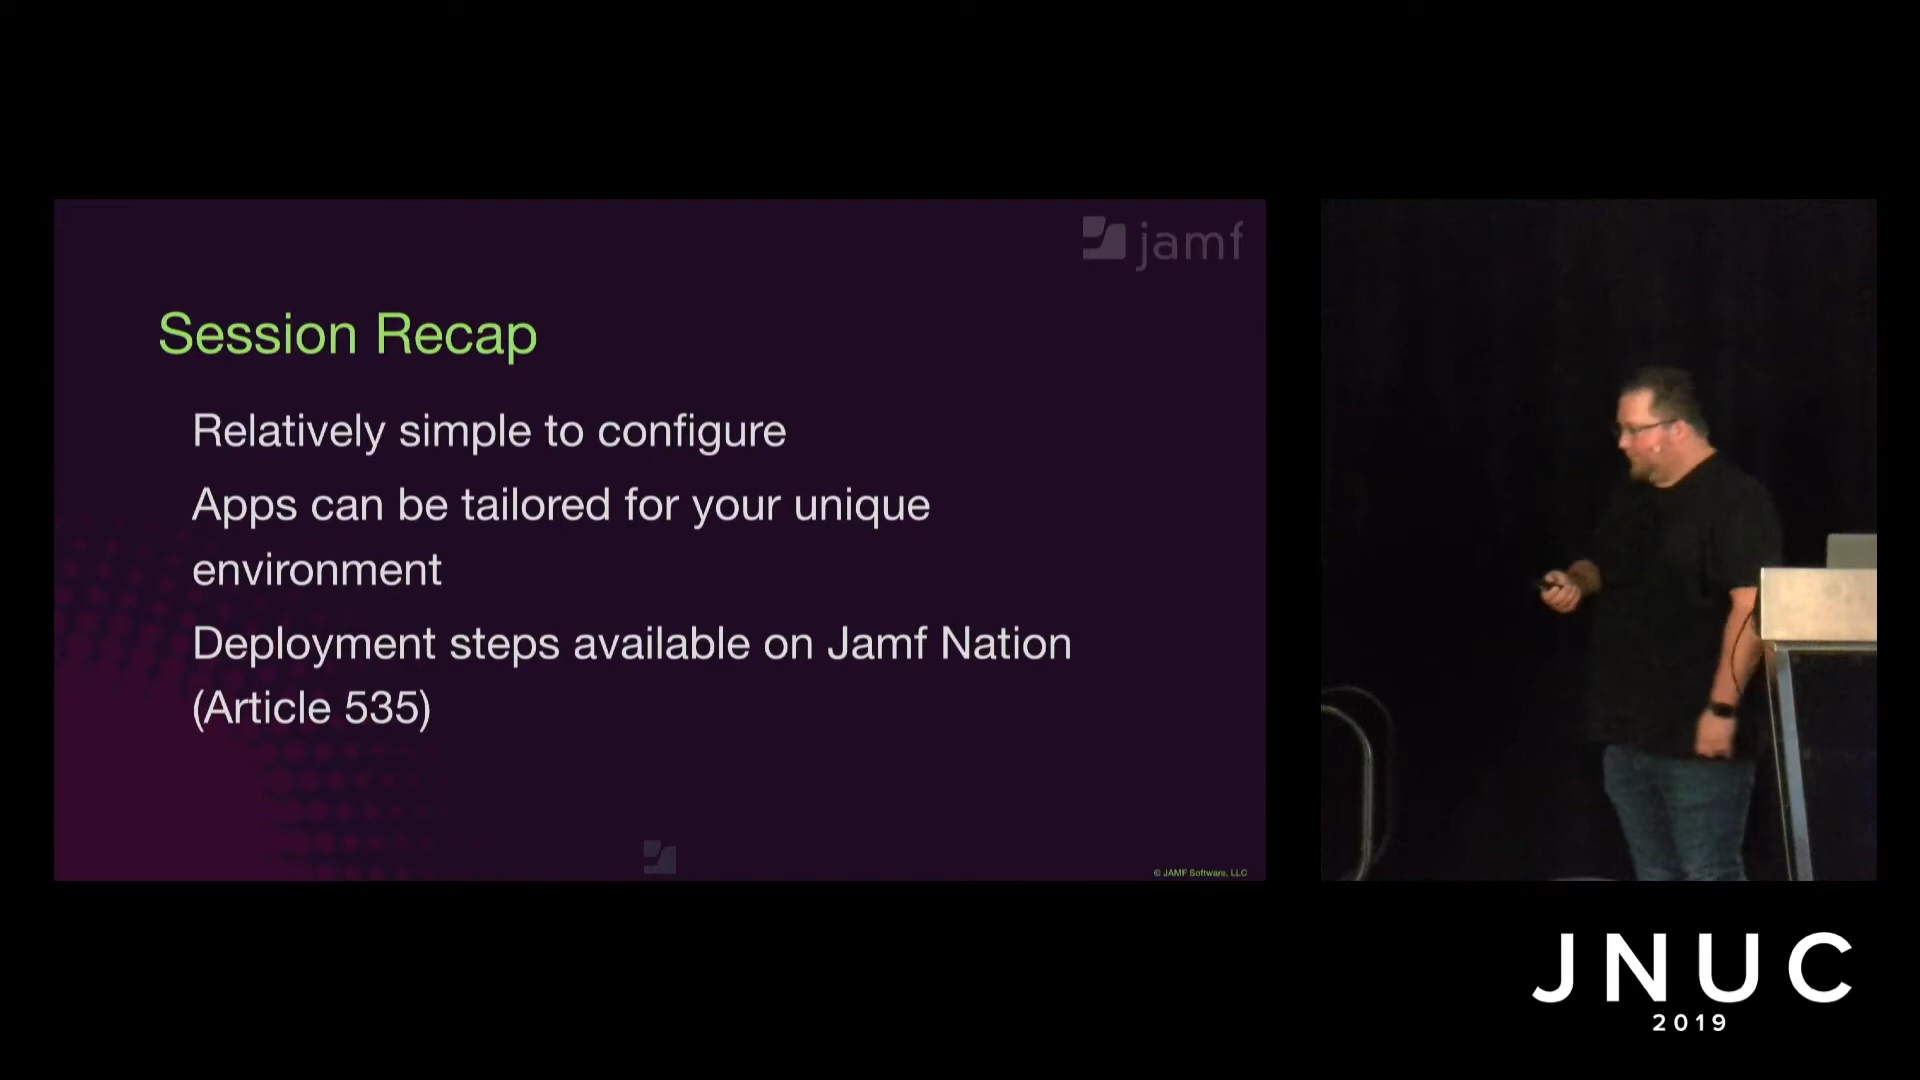 jamf
Session Recap
Relatively simple to configure
Apps can be tailored for your unique
environment
Deployment steps available on Jamf Nation
(Article 535)
© JAMF Software, LLC
JNUC
2019